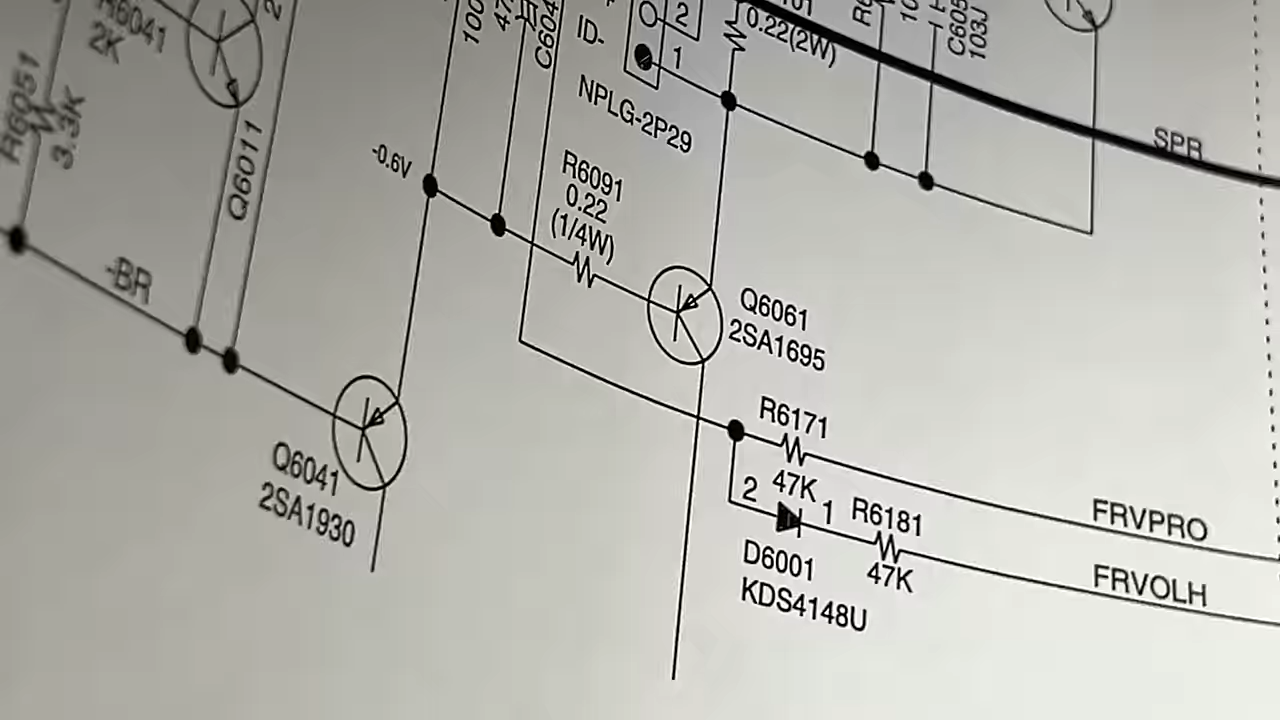 R6041
2K
R6051
3.3K
Q6011
-BR
-0.6V
ID-
2
1
NPLG-2P29
0.22(2W)
103J
SPR
R6091
0.22
(1/4W)
Q6061
2SA1695
Q6041
2SA1930
R6171
47K
2
1
R6181
47K
D6001
KDS4148U
FRVPRO
FRVOLH